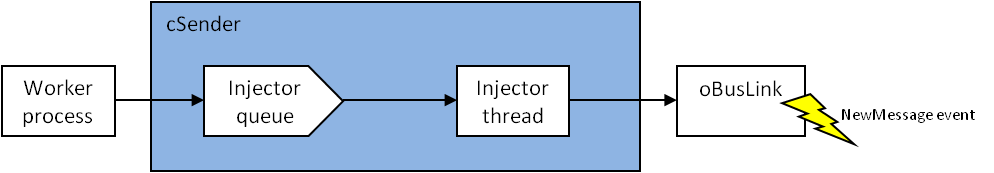 cSender
Worker
process
Injector
queue
Injector
thread
oBusLink
NewMessage event